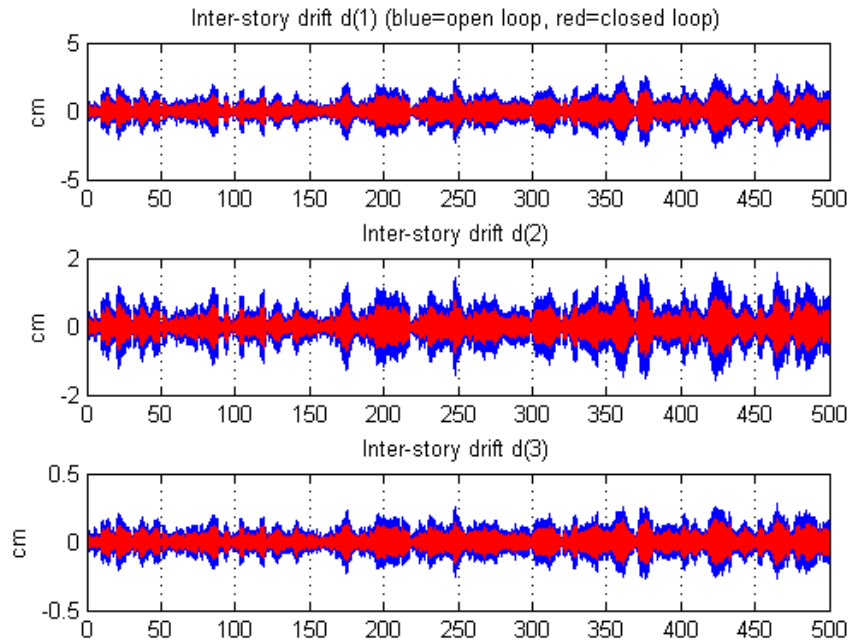 Inter-story drift d(1) (blue=open loop, red=closed loop)
5
0
-5
cm
0 50 100 150 200 250 300 350 400 450 500
Inter-story drift d(2)
2
0
-2
cm
0 50 100 150 200 250 300 350 400 450 500
Inter-story drift d(3)
0.5
0
-0.5
cm
0 50 100 150 200 250 300 350 400 450 500